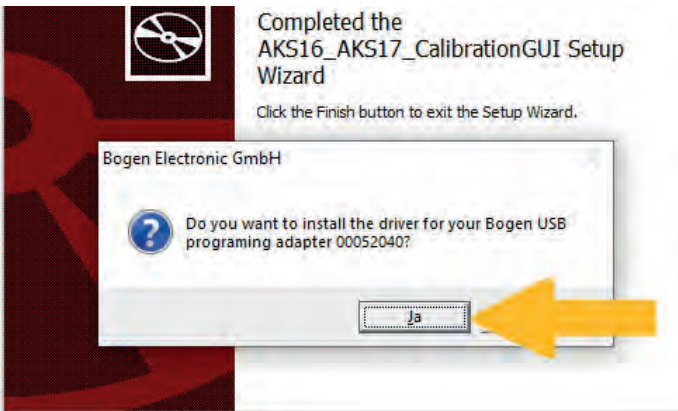 Completed the
AKS16_AKS17_CalibrationGUI Setup
Wizard
Click the Finish button to exit the Setup Wizard.
Bogen Electronic GmbH
Do you want to install the driver for your Bogen USB
programing adapter 00052040?
Ja